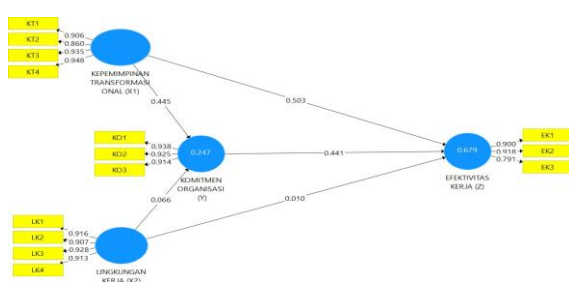 KT1
KT2
KT3
KT4
0.906
0.860
0.935
0.948
KEPEMIMPINAN
TRANSFORMASI
ONAL (X1)
0.445
0.503
KO1
KO2
KO3
0.938
0.925
0.914
0.247
KOMITMEN
ORGANISASI
(Y)
0.441
0.679
EFEKTIVITAS
KERJA (Z)
0.900
0.918
0.791
EK1
EK2
EK3
0.066
0.010
LK1
LK2
LK3
LK4
0.916
0.907
0.928
0.913
LINGKUNGAN
KERJA (X2)